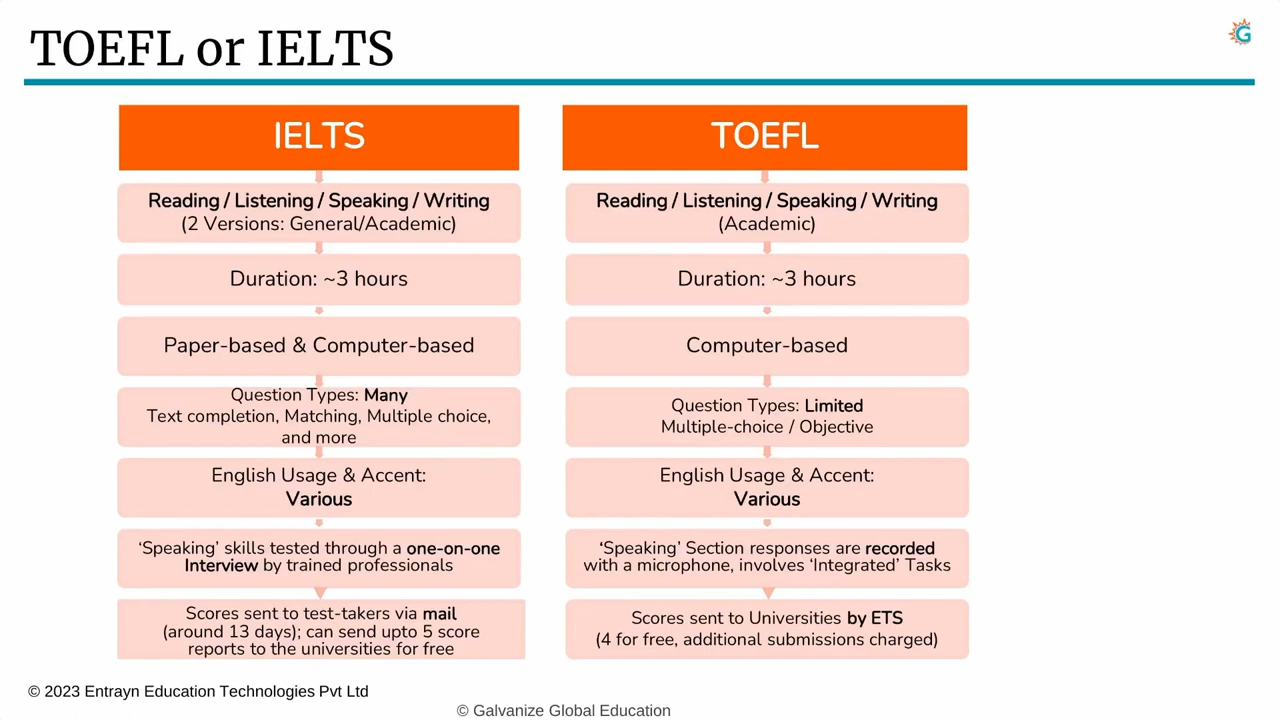 TOEFL or IELTS
G
IELTS
Reading / Listening / Speaking / Writing
(2 Versions: General/Academic)
Duration: ~3 hours
Paper-based & Computer-based
Question Types: Many
Text completion, Matching, Multiple choice,
and more
English Usage & Accent:
Various
‘Speaking’ skills tested through a one-on-one
Interview by trained professionals
Scores sent to test-takers via mail
(around 13 days); can send upto 5 score
reports to the universities for free
TOEFL
Reading / Listening / Speaking / Writing
(Academic)
Duration: ~3 hours
Computer-based
Question Types: Limited
Multiple-choice / Objective
English Usage & Accent:
Various
‘Speaking’ Section responses are recorded
with a microphone, involves ‘Integrated’ Tasks
Scores sent to Universities by ETS
(4 for free, additional submissions charged)
© 2023 Entrayn Education Technologies Pvt Ltd
© Galvanize Global Education